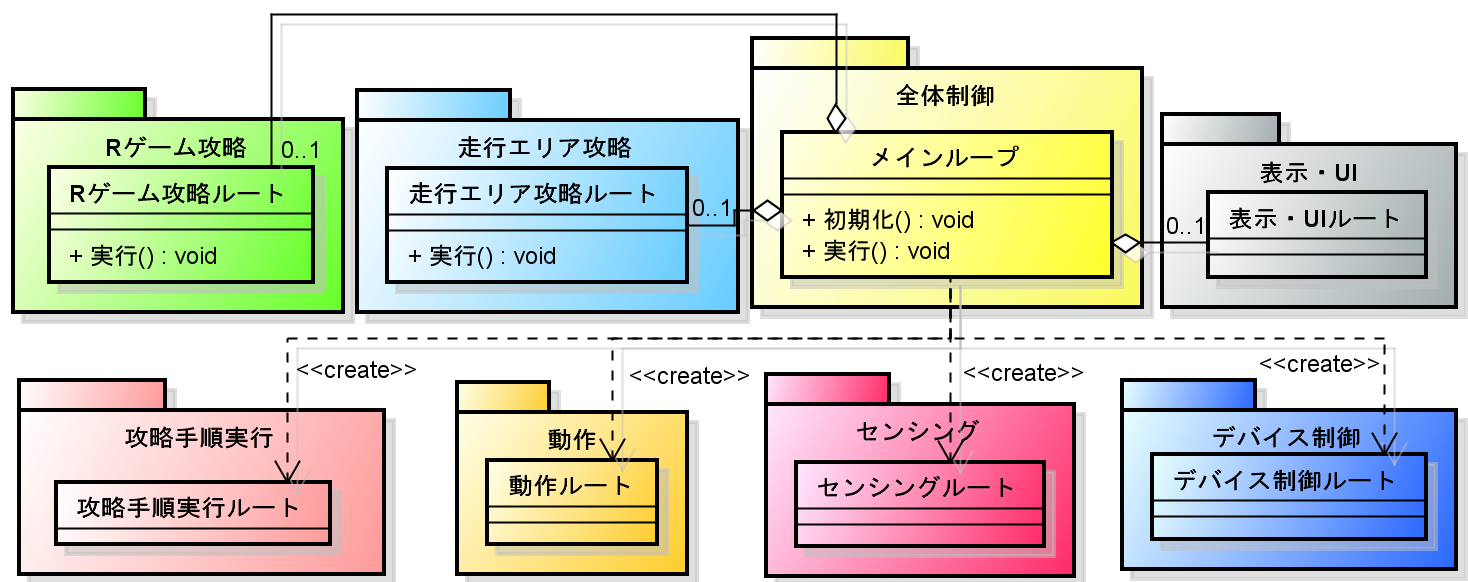 Rゲーム攻略
0..1
Rゲーム攻略ルート
+ 実行() : void
走行エリア攻略
走行エリア攻略ルート
+ 実行() : void
0..1
全体制御
メインループ
+ 初期化() : void
+ 実行() : void
表示・UI
0..1
表示・UIルート
<<create>>
<<create>>
<<create>>
<<create>>
攻略手順実行
攻略手順実行ルート
動作
動作ルート
センシング
センシングルート
デバイス制御
デバイス制御ルート